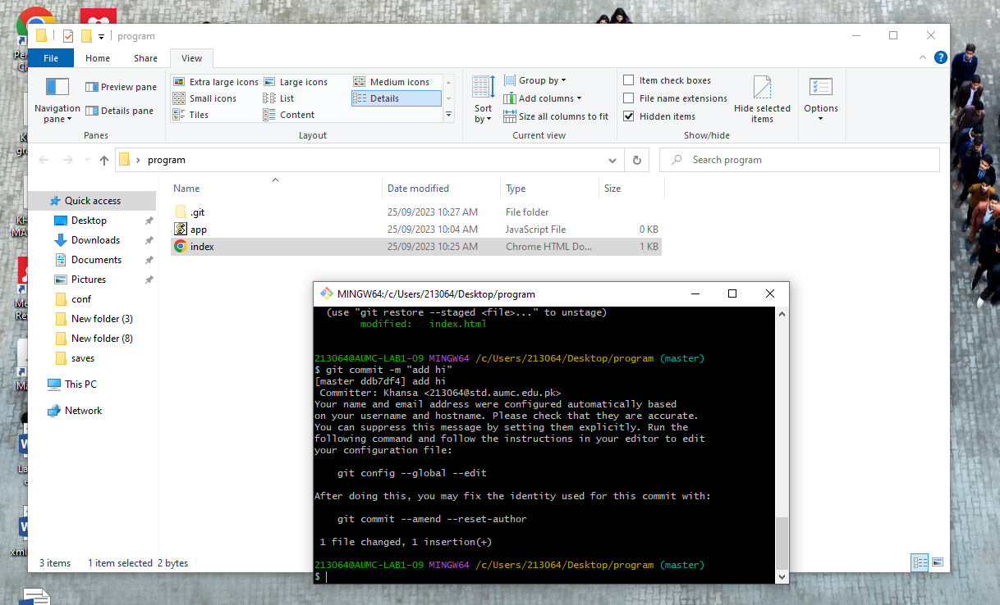 program
File Home Share View
Navigation pane
Preview pane
Details pane
Panes
Extra large icons Large icons Medium icons
Small icons List Details
Tiles Content
Layout
Sort by
Group by
Add columns
Size all columns to fit
Current view
Item check boxes
File name extensions
Hidden items
Hide selected items
Show/hide
Options
program
Search program
Name Date modified Type Size
.git 25/09/2023 10:27 AM File folder
app 25/09/2023 10:04 AM JavaScript File 0 KB
index 25/09/2023 10:25 AM Chrome HTML Do... 1 KB
Quick access
Desktop
Downloads
Documents
Pictures
conf
New folder (3)
New folder (8)
saves
This PC
Network
3 items 1 item selected 2 bytes
MINGW64:/c/Users/213064/Desktop/program
(use "git restore --staged <file>..." to unstage)
modified: index.html
213064@AUMC-LAB1-09 MINGW64 /c/Users/213064/Desktop/program (master)
$ git commit -m "add hi"
[master ddb7df4] add hi
Committer: Khansa <213064@std.aumc.edu.pk>
Your name and email address were configured automatically based
on your username and hostname. Please check that they are accurate.
You can suppress this message by setting them explicitly. Run the
following command and follow the instructions in your editor to edit
your configuration file:
git config --global --edit
After doing this, you may fix the identity used for this commit with:
git commit --amend --reset-author
1 file changed, 1 insertion(+)
213064@AUMC-LAB1-09 MINGW64 /c/Users/213064/Desktop/program (master)
$